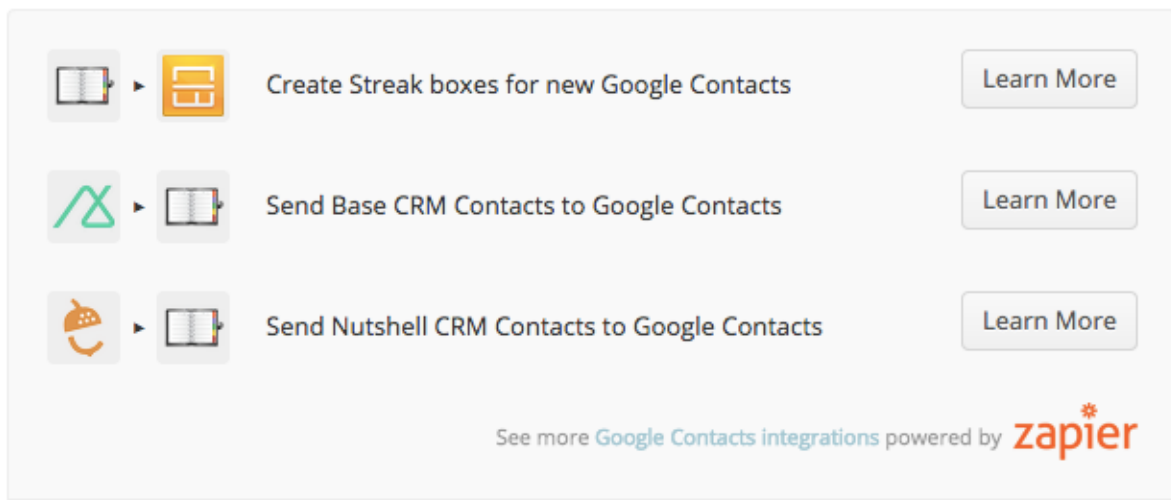 Create Streak boxes for new Google Contacts
Learn More
Send Base CRM Contacts to Google Contacts
Learn More
Send Nutshell CRM Contacts to Google Contacts
Learn More
See more Google Contacts integrations powered by zapier